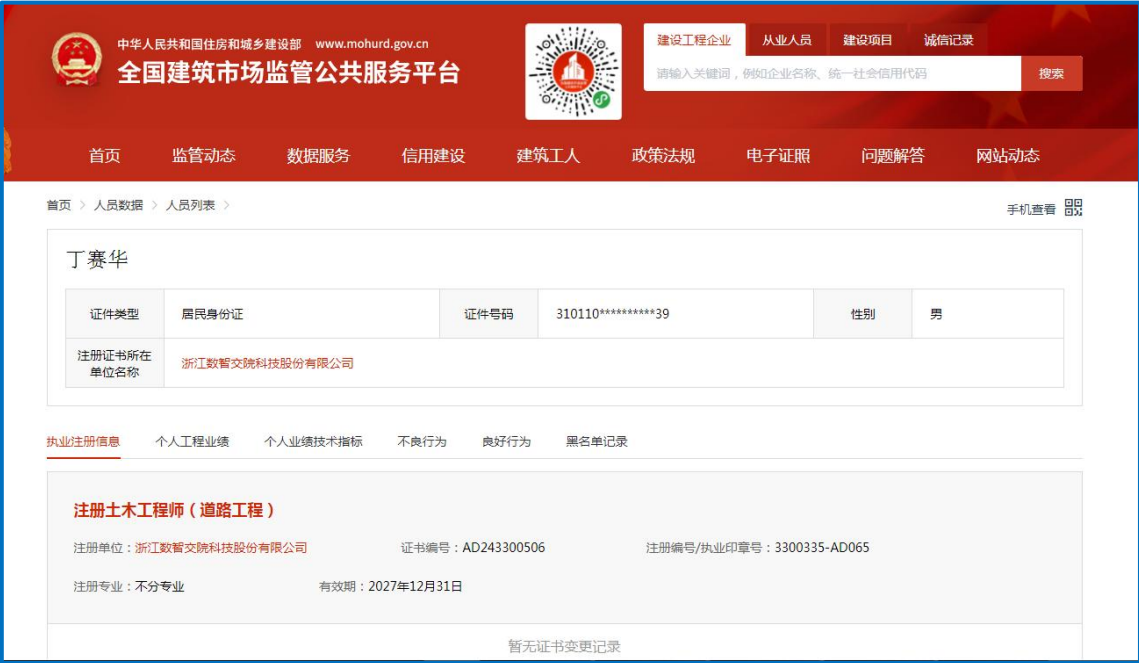 中华人民共和国住房和城乡建设部 www.mohurd.gov.cn
全国建筑市场监管公共服务平台
建设工程企业 从业人员 建设项目 诚信记录
请输入关键词，例如企业名称、统一社会信用代码 搜索
首页 监管动态 数据服务 信用建设 建筑工人 政策法规 电子证照 问题解答 网站动态
首页 > 人员数据 > 人员列表 >
手机查看
丁赛华
证件类型 居民身份证 证件号码 310110**********39 性别 男
注册证书所在
单位名称
浙江数智交院科技股份有限公司
执业注册信息 个人工程业绩 个人业绩技术指标 不良行为 良好行为 黑名单记录
注册土木工程师（道路工程）
注册单位：浙江数智交院科技股份有限公司 证书编号：AD243300506 注册编号/执业印章号：3300335-AD065
注册专业：不分专业 有效期：2027年12月31日
暂无证书变更记录